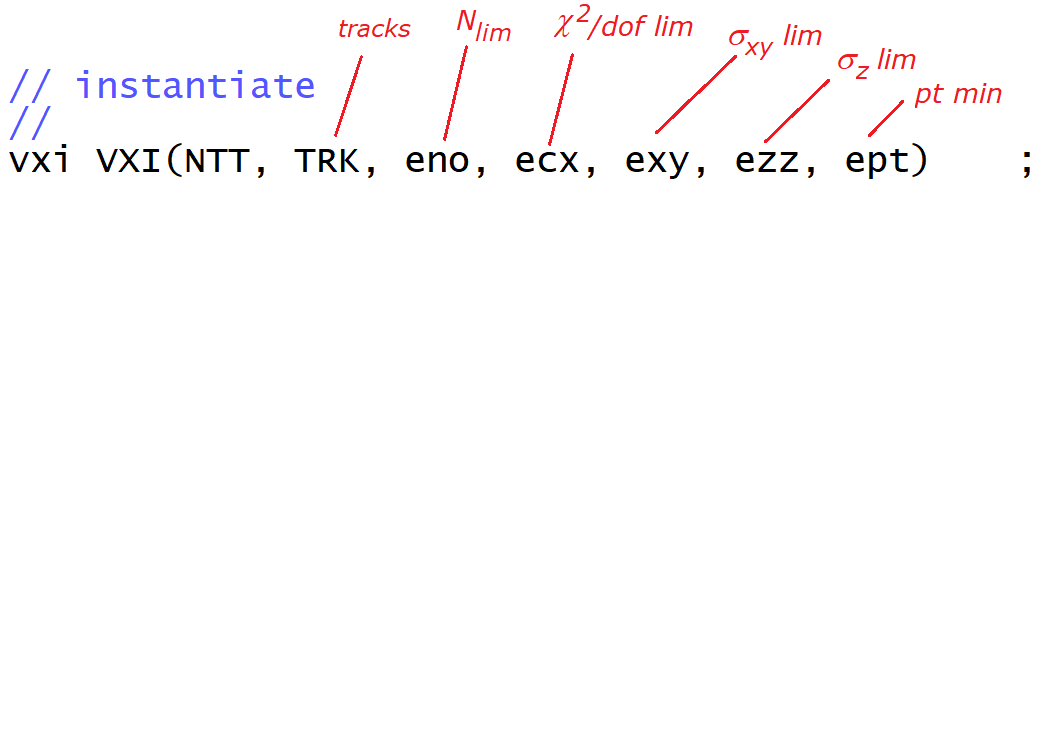 tracks
N_lim
χ²/dof lim
σ_xy lim
σ_z lim
pt min
// instantiate
//
vxi VXI(NTT, TRK, eno, ecx, exy, ezz, ept) ;